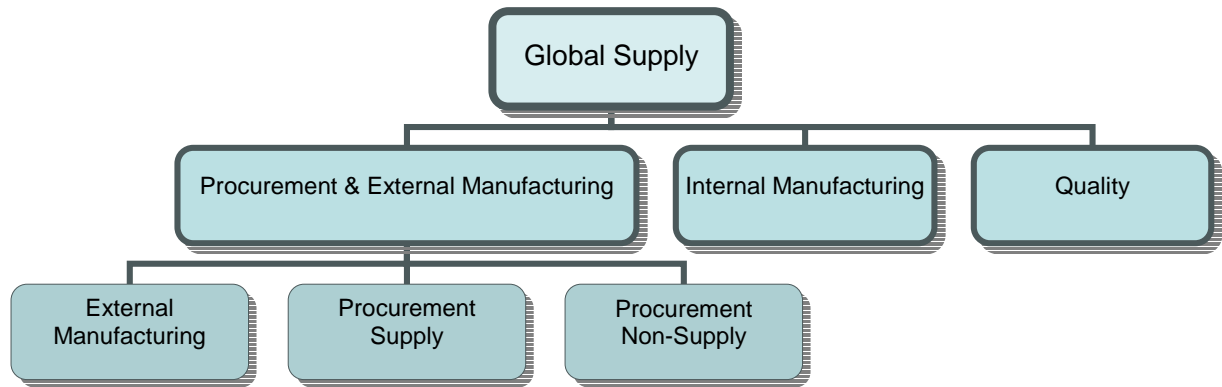 Global Supply
Procurement & External Manufacturing
Internal Manufacturing
Quality
External
Manufacturing
Procurement
Supply
Procurement
Non-Supply